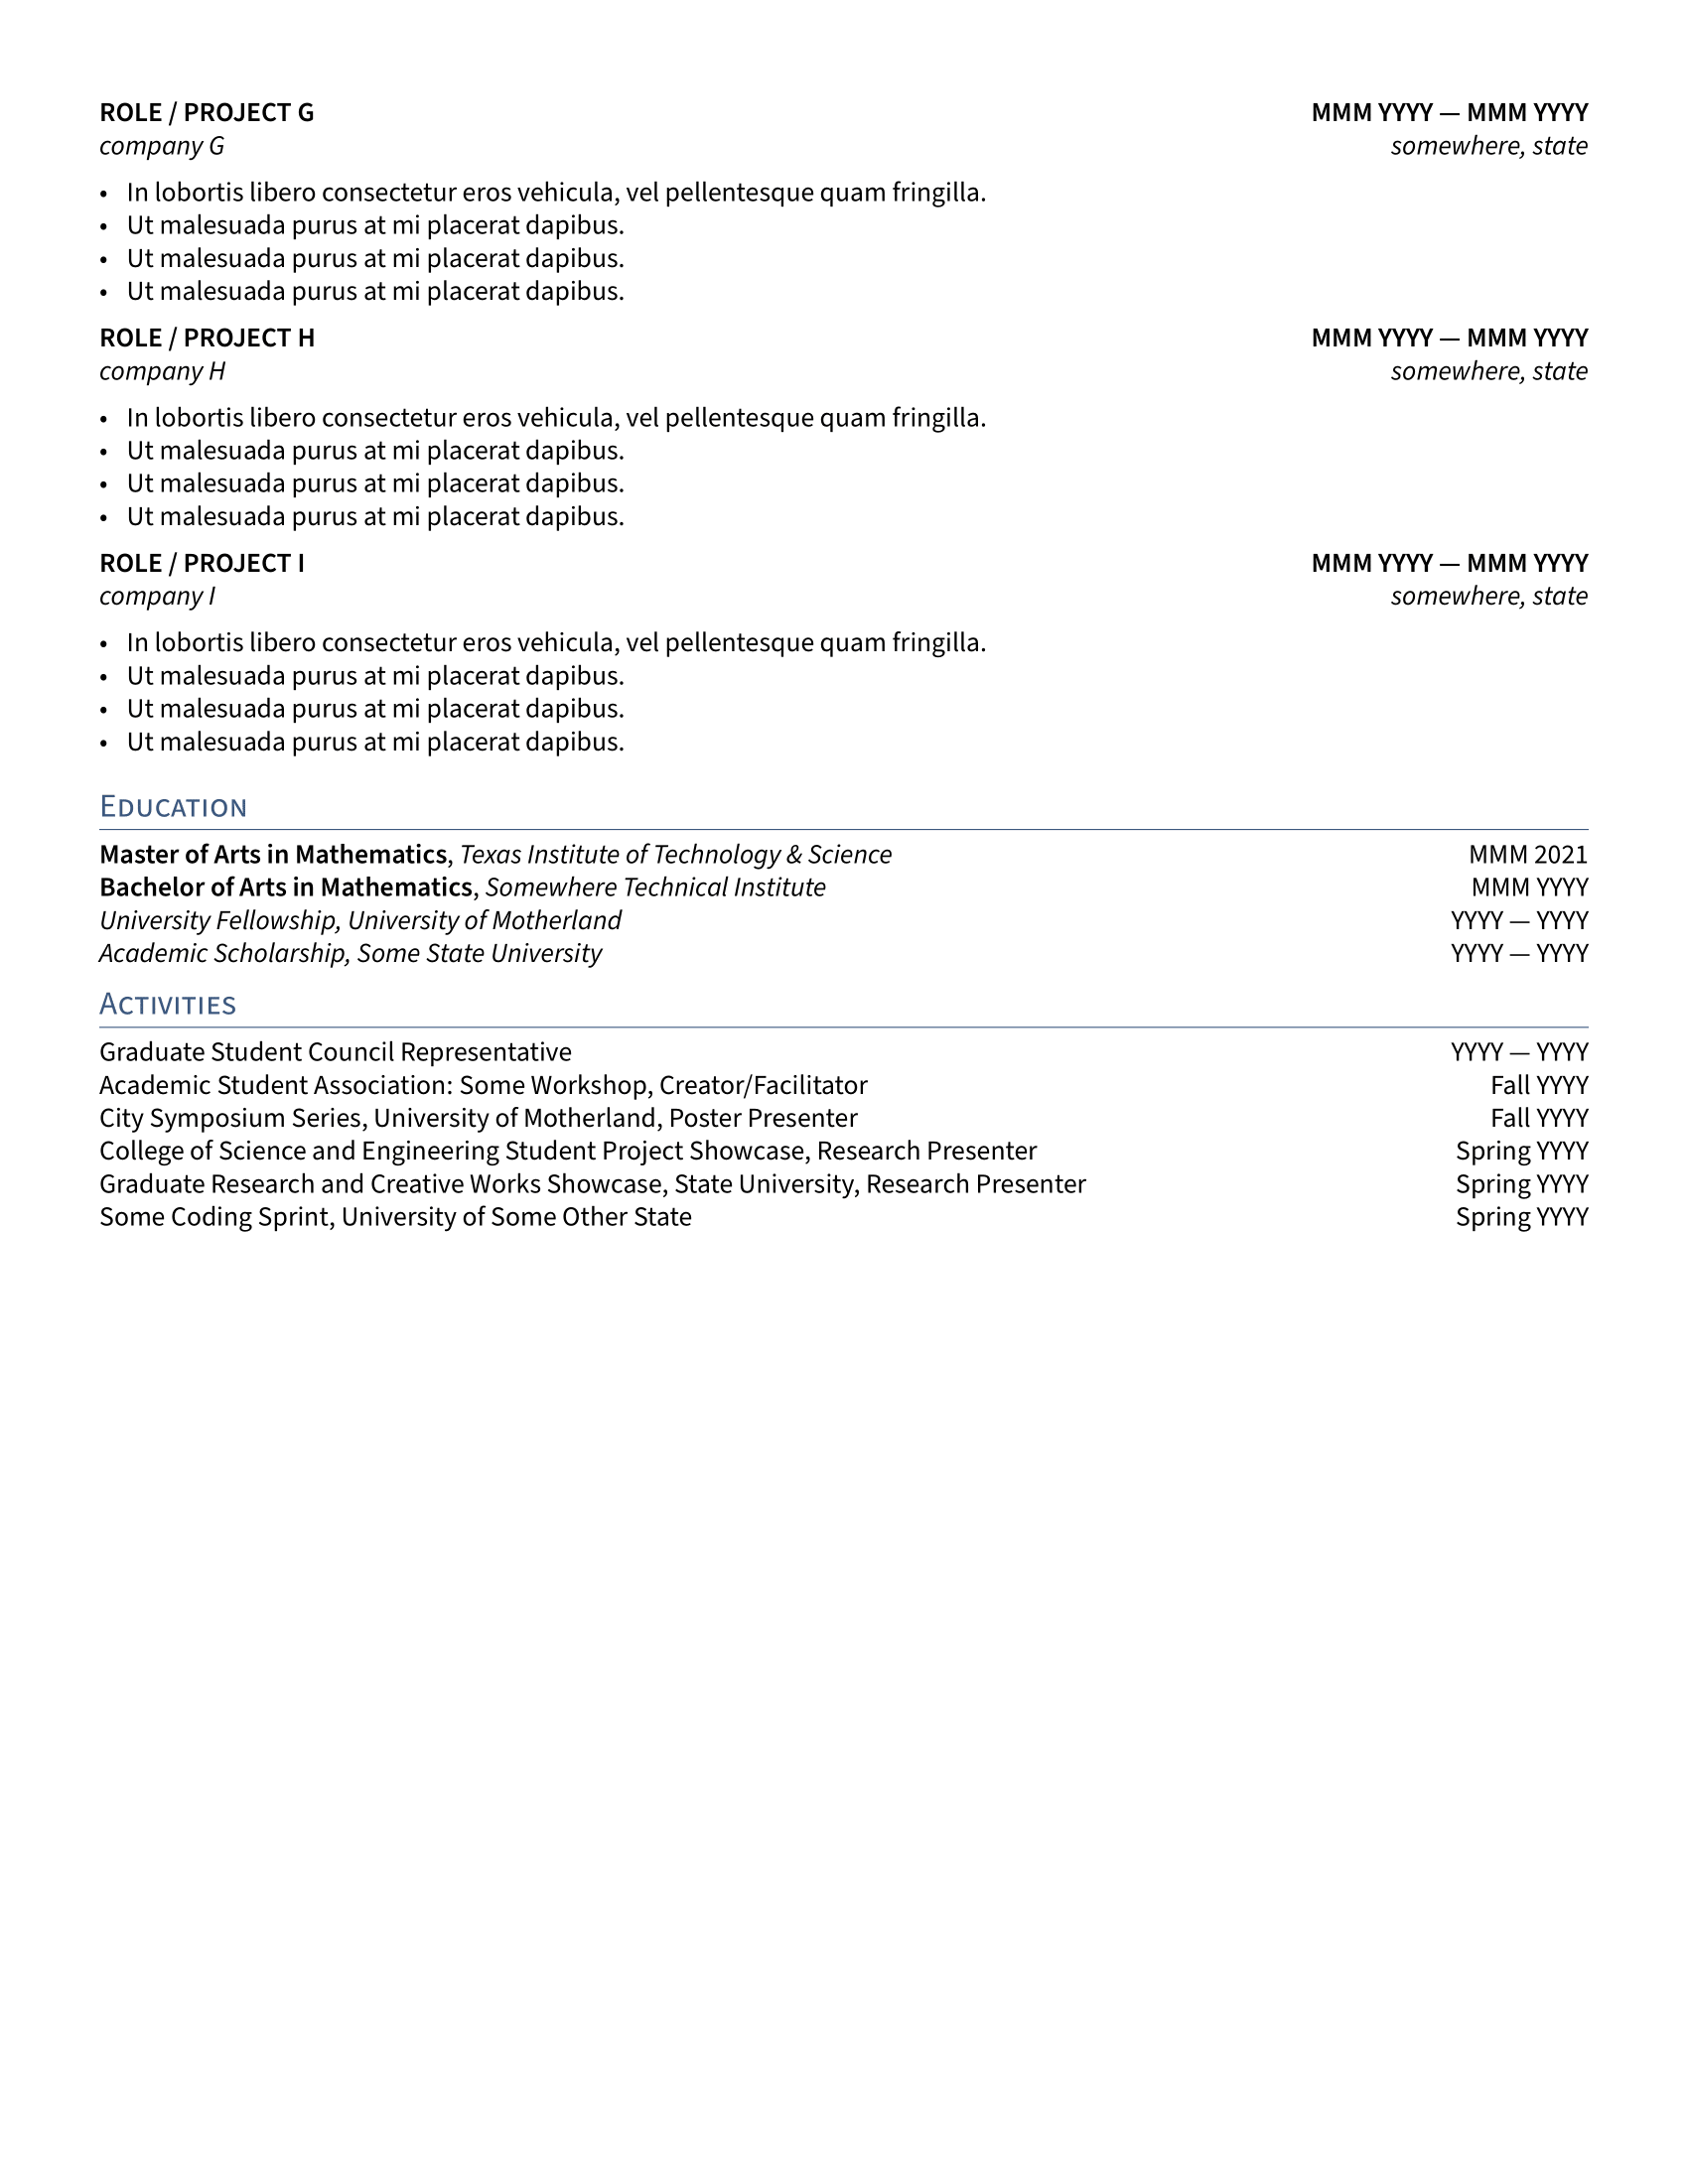 ROLE / PROJECT G MMM YYYY — MMM YYYY
company G somewhere, state
• In lobortis libero consectetur eros vehicula, vel pellentesque quam fringilla.
• Ut malesuada purus at mi placerat dapibus.
• Ut malesuada purus at mi placerat dapibus.
• Ut malesuada purus at mi placerat dapibus.
ROLE / PROJECT H MMM YYYY — MMM YYYY
company H somewhere, state
• In lobortis libero consectetur eros vehicula, vel pellentesque quam fringilla.
• Ut malesuada purus at mi placerat dapibus.
• Ut malesuada purus at mi placerat dapibus.
• Ut malesuada purus at mi placerat dapibus.
ROLE / PROJECT I MMM YYYY — MMM YYYY
company I somewhere, state
• In lobortis libero consectetur eros vehicula, vel pellentesque quam fringilla.
• Ut malesuada purus at mi placerat dapibus.
• Ut malesuada purus at mi placerat dapibus.
• Ut malesuada purus at mi placerat dapibus.
Education
Master of Arts in Mathematics, Texas Institute of Technology & Science MMM 2021
Bachelor of Arts in Mathematics, Somewhere Technical Institute MMM YYYY
University Fellowship, University of Motherland YYYY — YYYY
Academic Scholarship, Some State University YYYY — YYYY
Activities
Graduate Student Council Representative YYYY — YYYY
Academic Student Association: Some Workshop, Creator/Facilitator Fall YYYY
City Symposium Series, University of Motherland, Poster Presenter Fall YYYY
College of Science and Engineering Student Project Showcase, Research Presenter Spring YYYY
Graduate Research and Creative Works Showcase, State University, Research Presenter Spring YYYY
Some Coding Sprint, University of Some Other State Spring YYYY